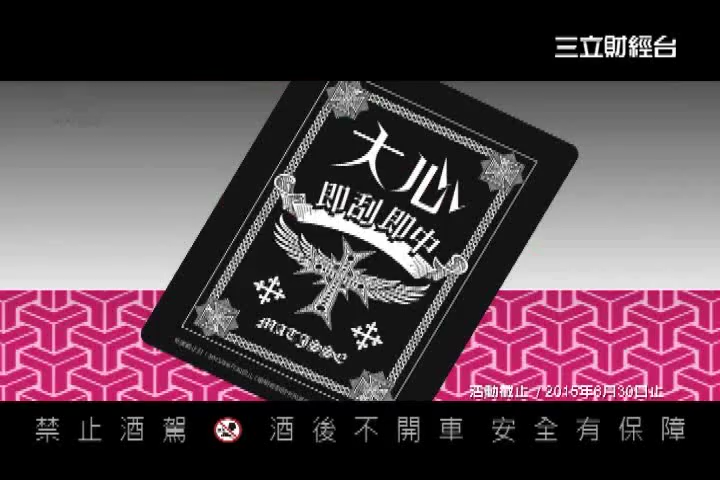 三立財經台
大心
即刮即中
MATISSE
活動截止 / 2015年6月30日止
禁止酒駕 酒後不開車 安全有保障